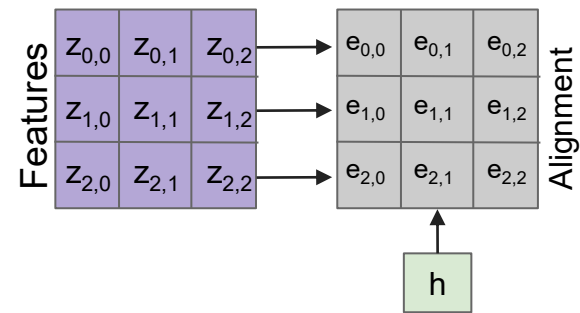 Features
z0,0 z0,1 z0,2
z1,0 z1,1 z1,2
z2,0 z2,1 z2,2
e0,0 e0,1 e0,2
e1,0 e1,1 e1,2
e2,0 e2,1 e2,2
Alignment
h